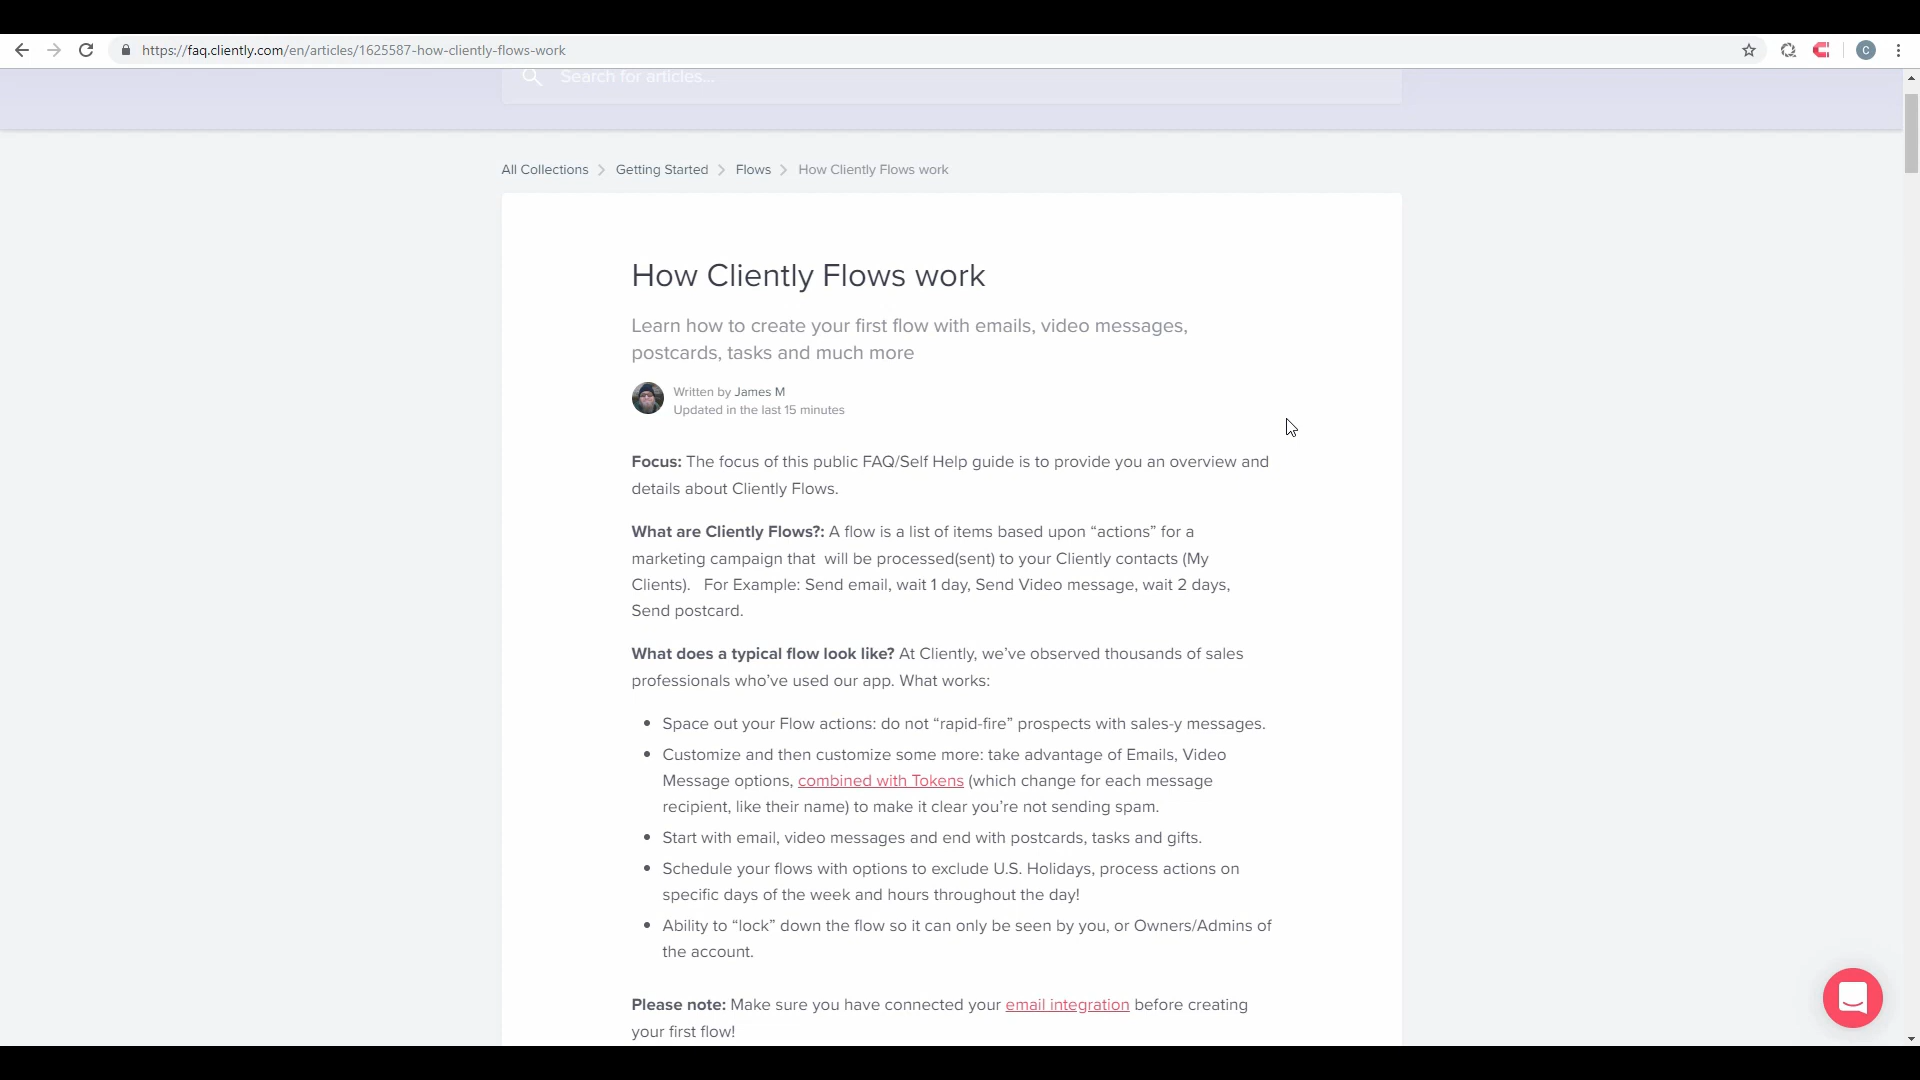 https://faq.cliently.com/en/articles/1625587-how-cliently-flows-work
C
Search for articles...
All Collections > Getting Started > Flows > How Cliently Flows work
How Cliently Flows work
Learn how to create your first flow with emails, video messages,
postcards, tasks and much more
Written by James M
Updated in the last 15 minutes
Focus: The focus of this public FAQ/Self Help guide is to provide you an overview and
details about Cliently Flows.
What are Cliently Flows?: A flow is a list of items based upon “actions” for a
marketing campaign that  will be processed(sent) to your Cliently contacts (My
Clients).   For Example: Send email, wait 1 day, Send Video message, wait 2 days,
Send postcard.
What does a typical flow look like? At Cliently, we’ve observed thousands of sales
professionals who’ve used our app. What works:
• Space out your Flow actions: do not “rapid-fire” prospects with sales-y messages.
• Customize and then customize some more: take advantage of Emails, Video
Message options, combined with Tokens (which change for each message
recipient, like their name) to make it clear you’re not sending spam.
• Start with email, video messages and end with postcards, tasks and gifts.
• Schedule your flows with options to exclude U.S. Holidays, process actions on
specific days of the week and hours throughout the day!
• Ability to “lock” down the flow so it can only be seen by you, or Owners/Admins of
the account.
Please note: Make sure you have connected your email integration before creating
your first flow!